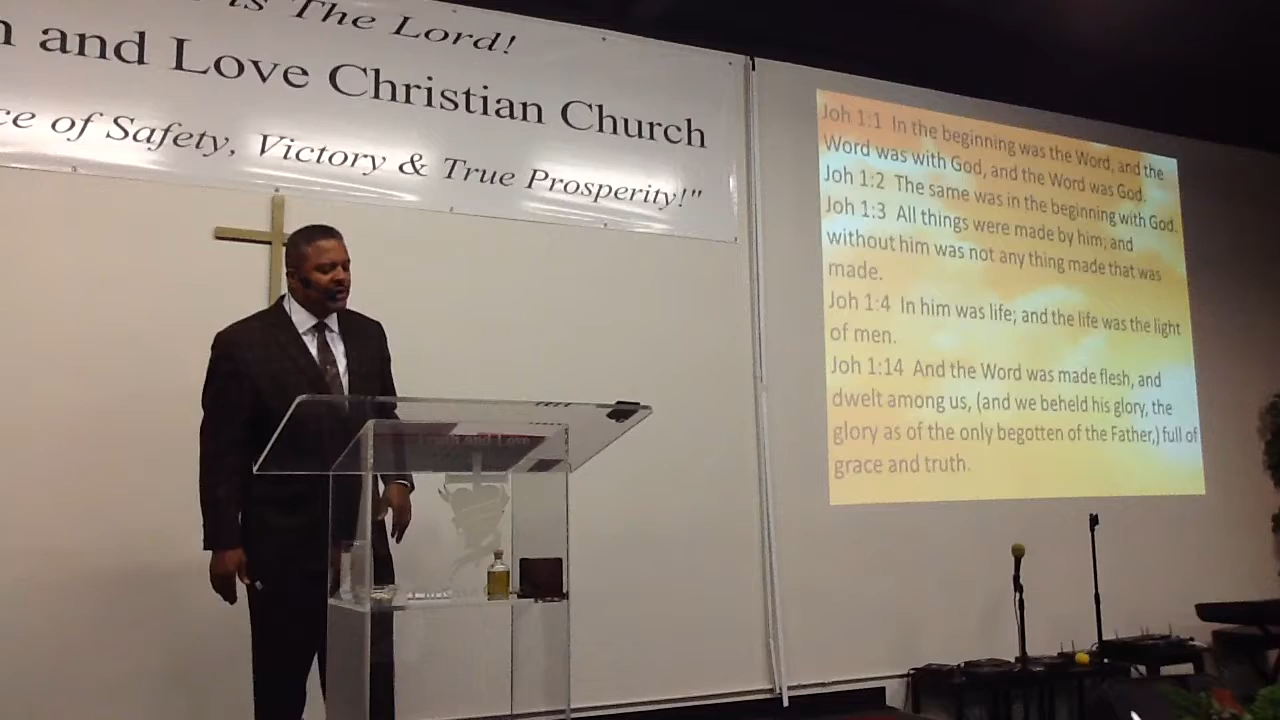 is The Lord!
and Love Christian Church
of Safety, Victory & True Prosperity!"
Joh 1:1 In the beginning was the Word, and the
Word was with God, and the Word was God.
Joh 1:2 The same was in the beginning with God.
Joh 1:3 All things were made by him; and
without him was not any thing made that was
made.
Joh 1:4 In him was life; and the life was the light
of men.
Joh 1:14 And the Word was made flesh, and
dwelt among us, (and we beheld his glory, the
glory as of the only begotten of the Father,) full of
grace and truth.